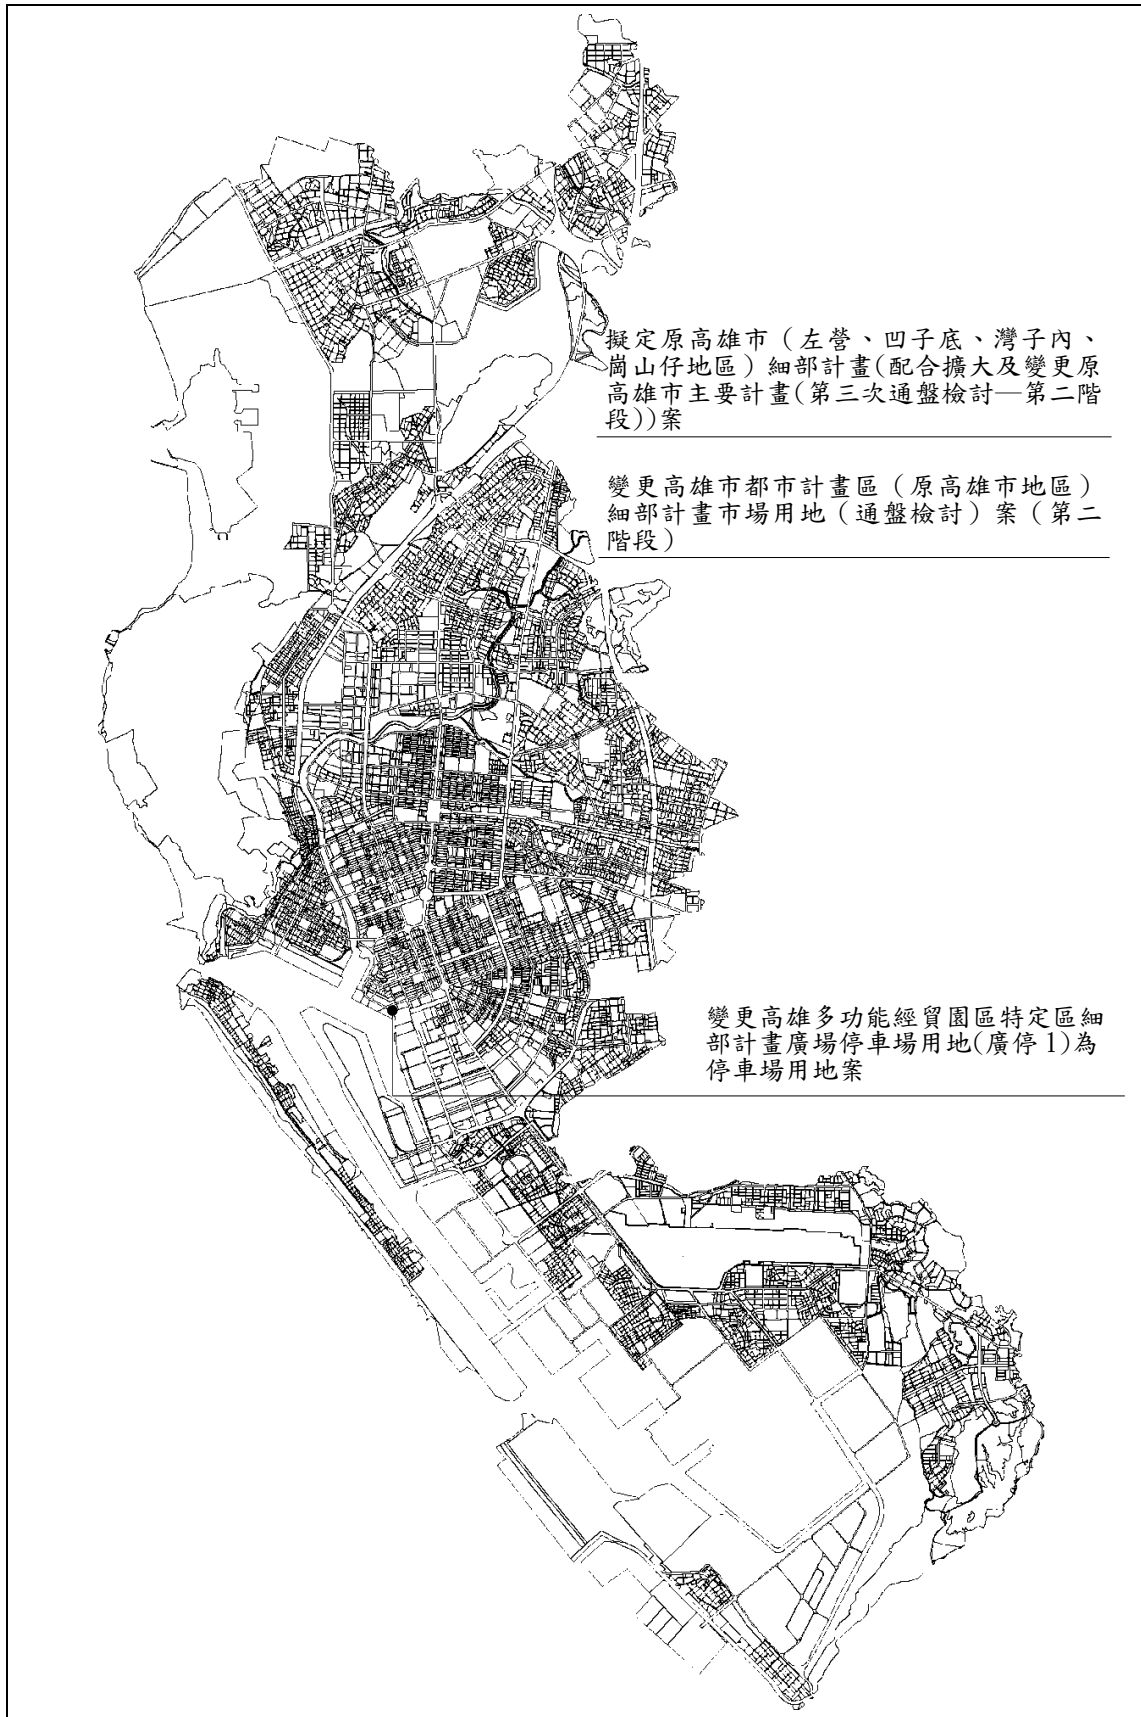 擬定原高雄市（左營、凹子底、灣子內、
崗山仔地區）細部計畫(配合擴大及變更原
高雄市主要計畫(第三次通盤檢討—第二階
段))案
變更高雄市都市計畫區（原高雄市地區）
細部計畫市場用地（通盤檢討）案（第二
階段）
變更高雄多功能經貿園區特定區細
部計畫廣場停車場用地(廣停1)為
停車場用地案